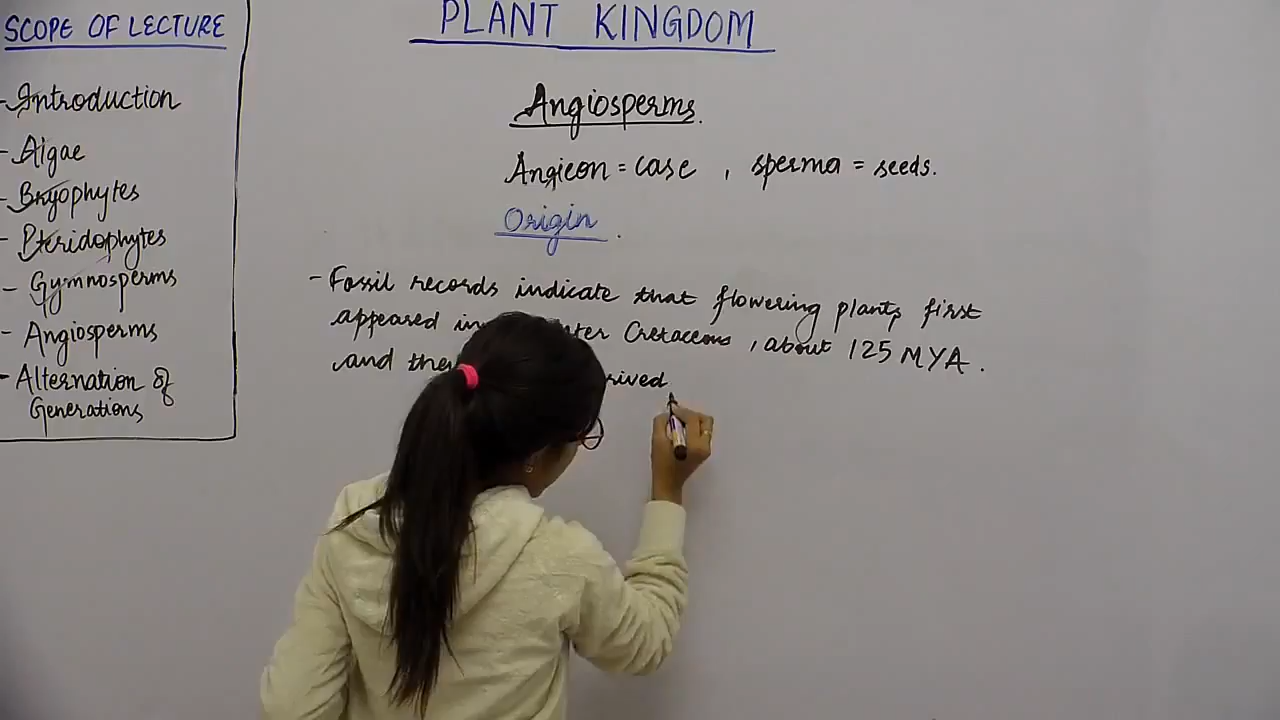 SCOPE OF LECTURE
- Introduction
- Algae
- Bryophytes
- Pteridophytes
- Gymnosperms
- Angiosperms
- Alternation of
Generations
PLANT KINGDOM
Angiosperms.
Angieon = case , sperma = seeds.
Origin .
- Fossil records indicate that flowering plants first
appeared in Cretaceous , about 125 MYA .
and